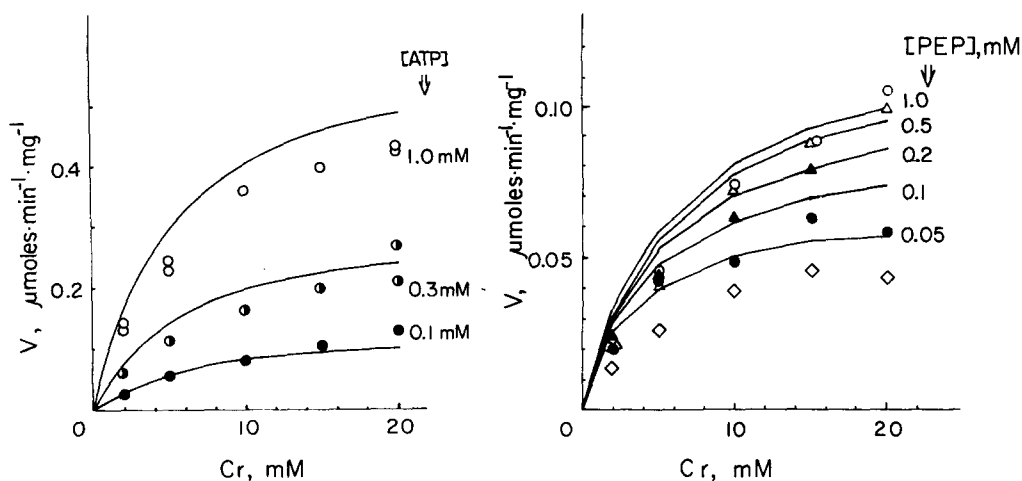 [ATP]
0.4
1.0 mM
0.2
0.3mM
0.1 mM
V, μmoles·min⁻¹·mg⁻¹
0 10 20
Cr, mM
[PEP],mM
1.0
0.10
0.5
0.2
0.1
0.05
0.05
V, μmoles·min⁻¹·mg⁻¹
0 10 20
Cr, mM